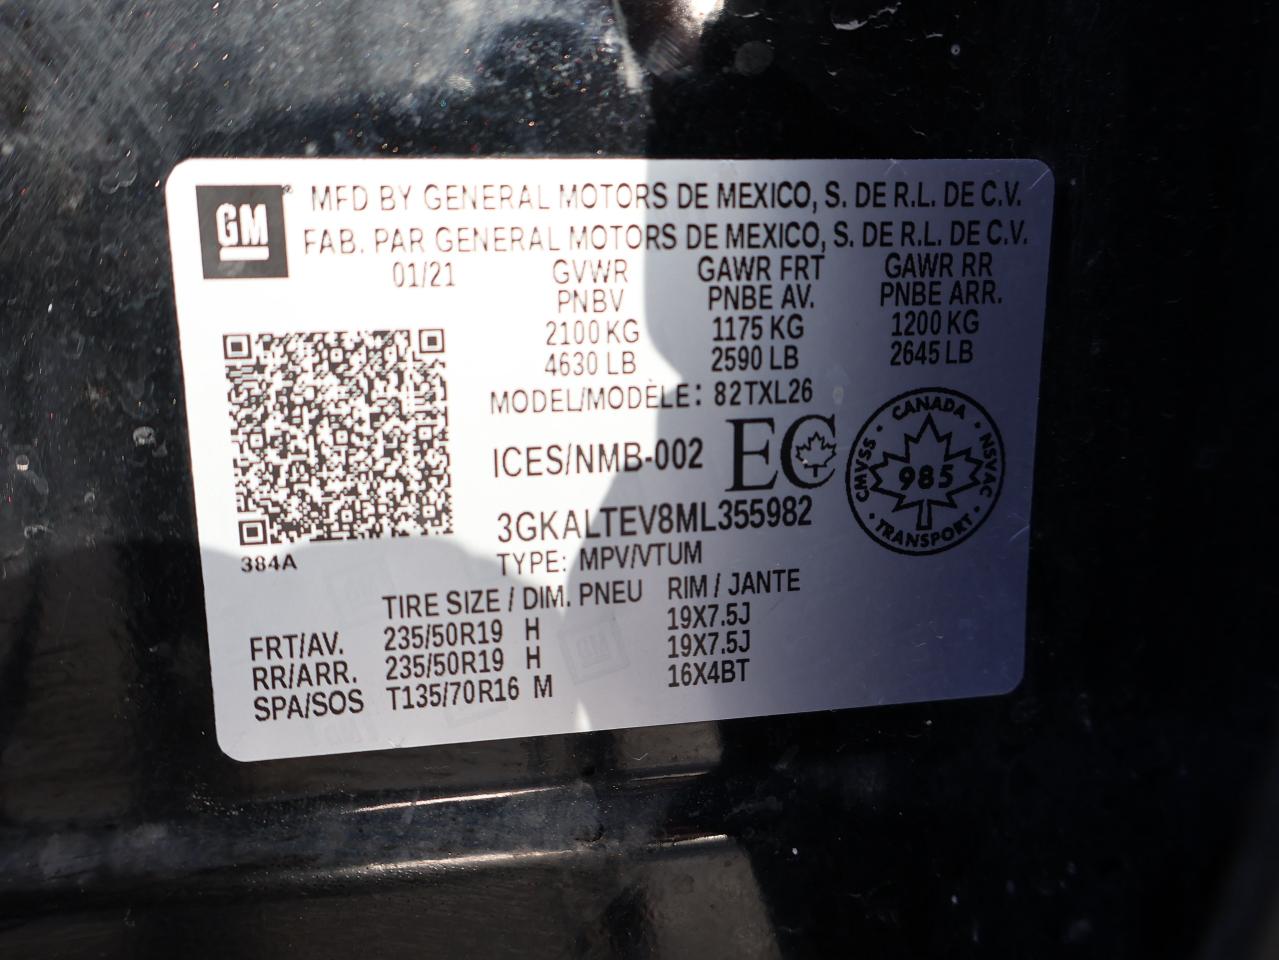 GM® MFD BY GENERAL MOTORS DE MEXICO, S. DE R.L. DE C.V.
FAB. PAR GENERAL MOTORS DE MEXICO, S. DE R.L. DE C.V.
01/21 GVWR GAWR FRT GAWR RR
PNBV PNBE AV. PNBE ARR.
2100 KG 1175 KG 1200 KG
4630 LB 2590 LB 2645 LB
MODEL/MODÈLE: 82TXL26
ICES/NMB-002 EC
CANADA · NSVAC · TRANSPORT · CMVSS ·
985
3GKALTEV8ML355982
384A
TYPE: MPV/VTUM
TIRE SIZE / DIM. PNEU RIM / JANTE
FRT/AV. 235/50R19 H 19X7.5J
RR/ARR. 235/50R19 H 19X7.5J
SPA/SOS T135/70R16 M 16X4BT
GM